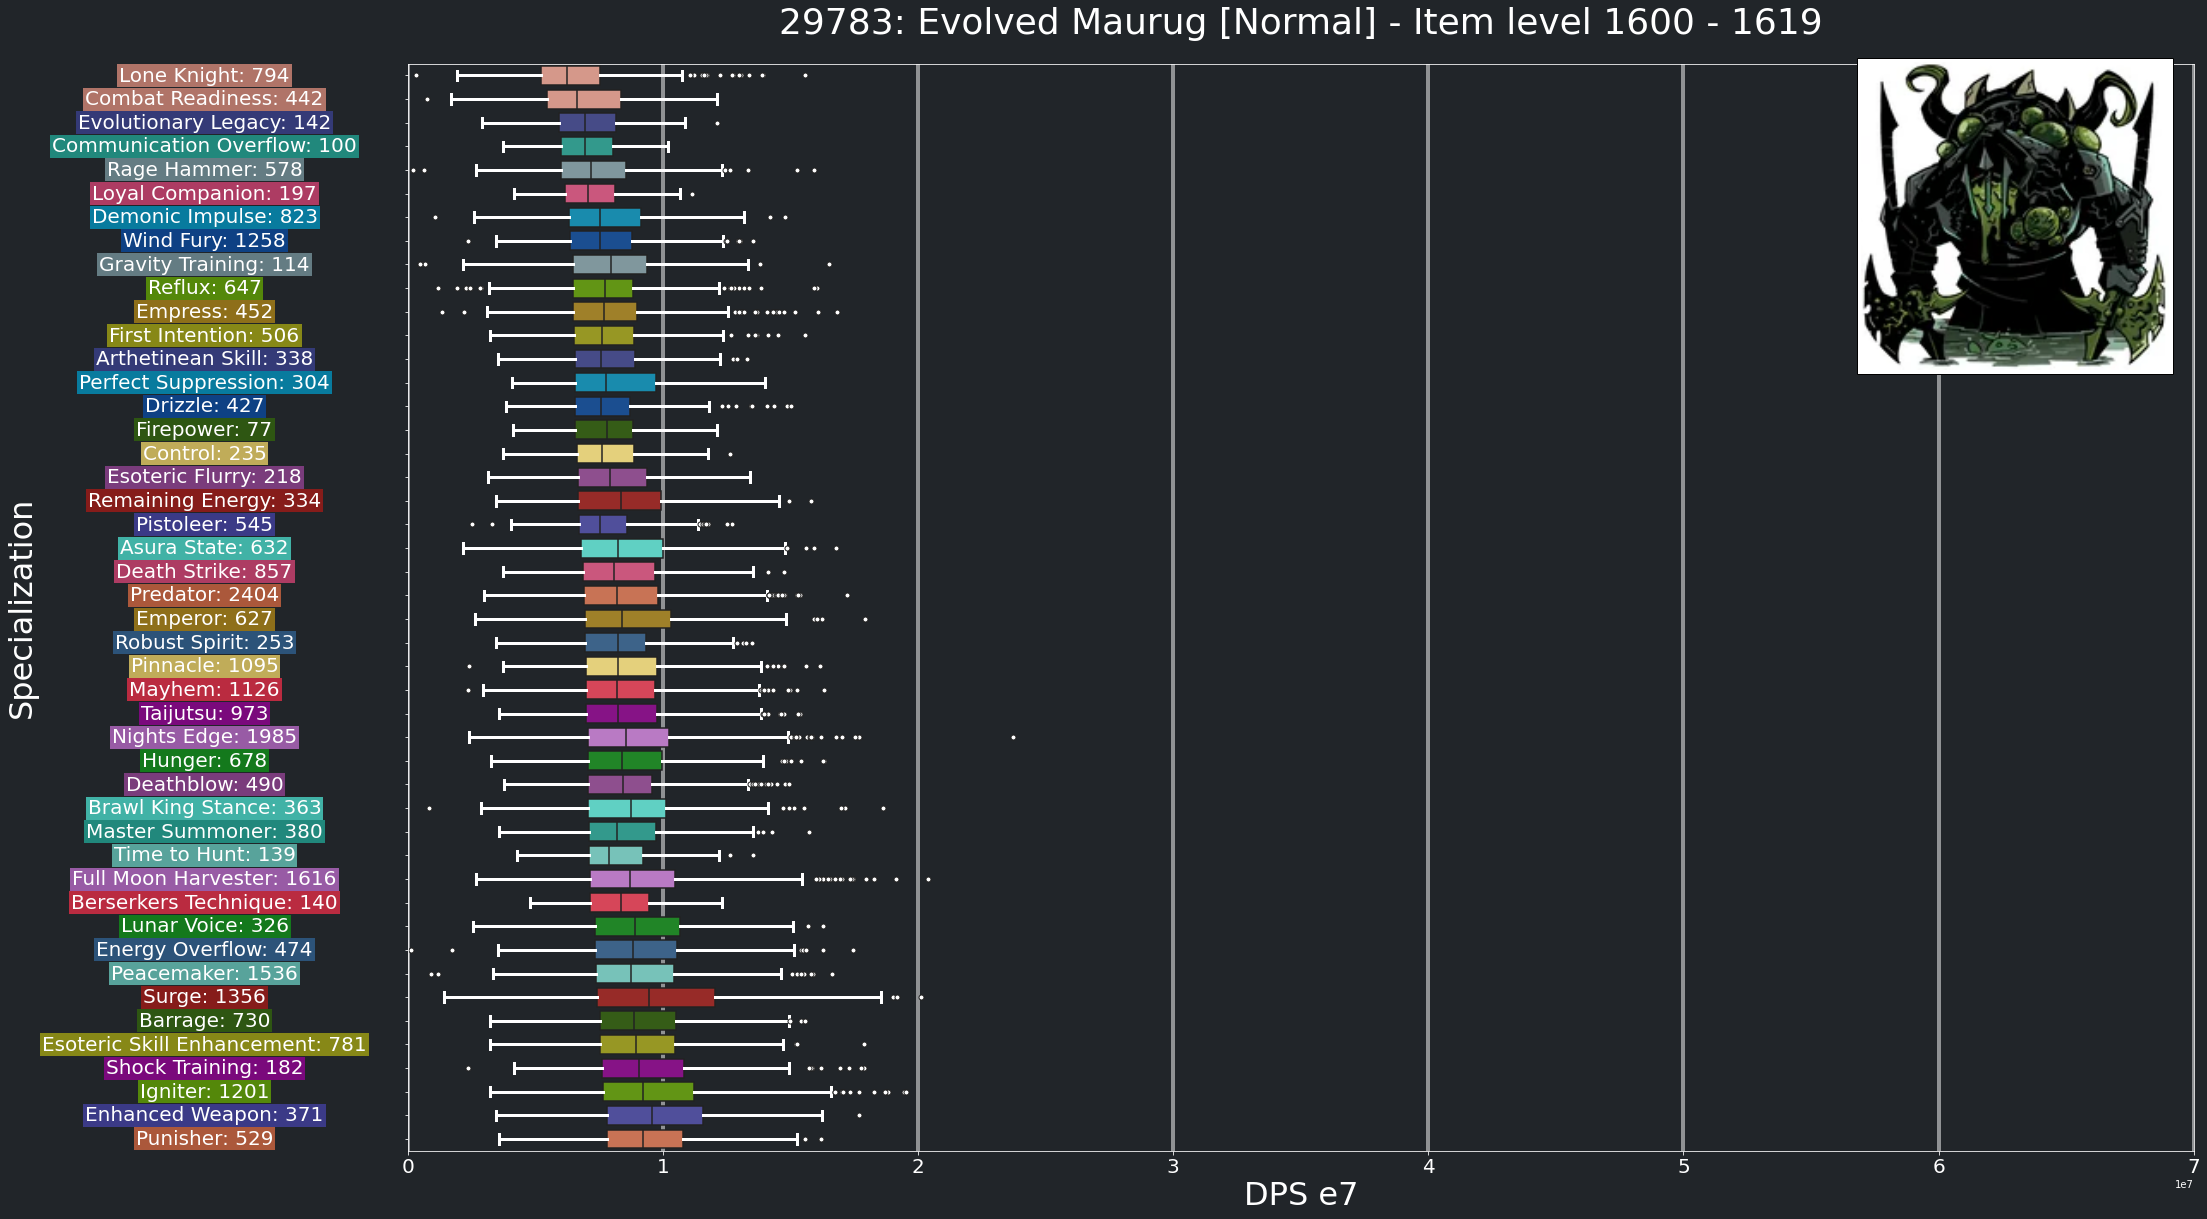 29783: Evolved Maurug [Normal] - Item level 1600 - 1619
Lone Knight: 794
Combat Readiness: 442
Evolutionary Legacy: 142
Communication Overflow: 100
Rage Hammer: 578
Loyal Companion: 197
Demonic Impulse: 823
Wind Fury: 1258
Gravity Training: 114
Reflux: 647
Empress: 452
First Intention: 506
Arthetinean Skill: 338
Perfect Suppression: 304
Drizzle: 427
Firepower: 77
Control: 235
Esoteric Flurry: 218
Remaining Energy: 334
Pistoleer: 545
Asura State: 632
Death Strike: 857
Predator: 2404
Emperor: 627
Robust Spirit: 253
Pinnacle: 1095
Mayhem: 1126
Taijutsu: 973
Nights Edge: 1985
Hunger: 678
Deathblow: 490
Brawl King Stance: 363
Master Summoner: 380
Time to Hunt: 139
Full Moon Harvester: 1616
Berserkers Technique: 140
Lunar Voice: 326
Energy Overflow: 474
Peacemaker: 1536
Surge: 1356
Barrage: 730
Esoteric Skill Enhancement: 781
Shock Training: 182
Igniter: 1201
Enhanced Weapon: 371
Punisher: 529
Specialization
0 1 2 3 4 5 6 7
1e7
DPS e7